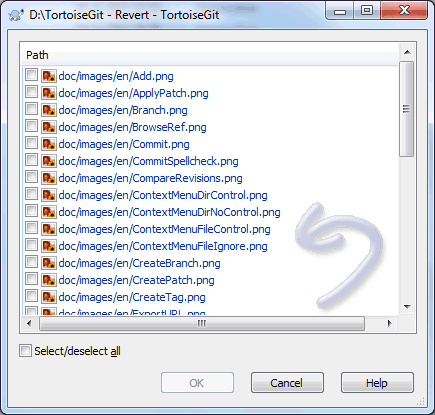 D:\TortoiseGit - Revert - TortoiseGit
Path
doc/images/en/Add.png
doc/images/en/ApplyPatch.png
doc/images/en/Branch.png
doc/images/en/BrowseRef.png
doc/images/en/Commit.png
doc/images/en/CommitSpellcheck.png
doc/images/en/CompareRevisions.png
doc/images/en/ContextMenuDirControl.png
doc/images/en/ContextMenuDirNoControl.png
doc/images/en/ContextMenuFileControl.png
doc/images/en/ContextMenuFileIgnore.png
doc/images/en/CreateBranch.png
doc/images/en/CreatePatch.png
doc/images/en/CreateTag.png
doc/images/en/ExportURL.png
Select/deselect all
OK Cancel Help